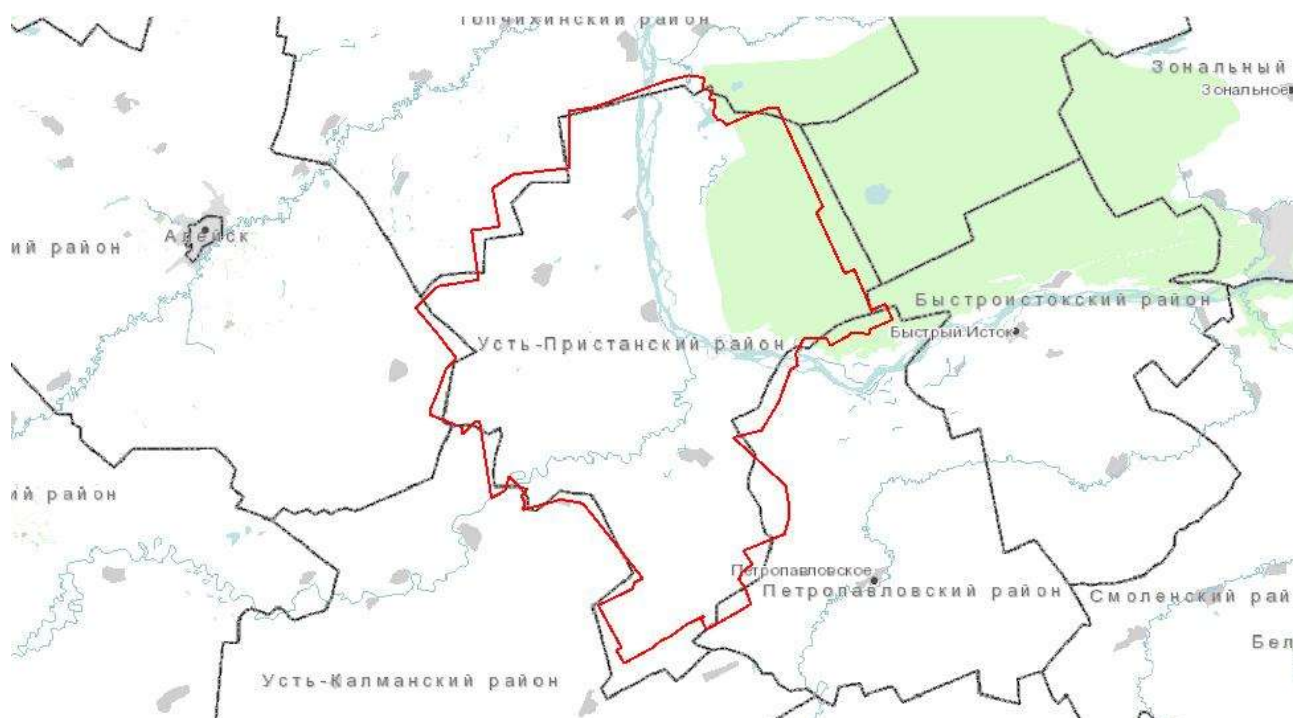 Топчихинский район
Зональный
Зональное
Алейск
ий район
Быстроистокский район
Быстрый Исток
Усть-Пристанский район
ий район
Петропавловское
Петропавловский район
Смоленский рай
Бел
Усть-Калманский район